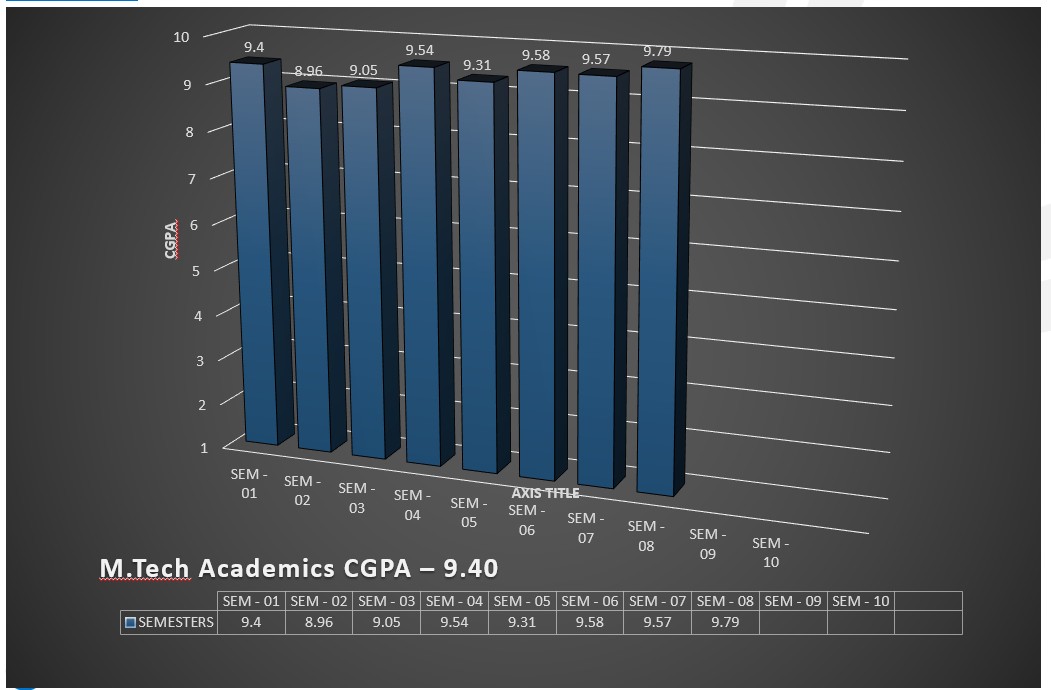 10
9
8
7
6
5
4
3
2
1
CGPA
9.4
8.96
9.05
9.54
9.31
9.58
9.57
9.79
SEM -
01
SEM -
02
SEM -
03
SEM -
04
SEM -
05
SEM -
06
SEM -
07
SEM -
08
SEM -
09
SEM -
10
AXIS TITLE
M.Tech Academics CGPA – 9.40
SEM - 01 SEM - 02 SEM - 03 SEM - 04 SEM - 05 SEM - 06 SEM - 07 SEM - 08 SEM - 09 SEM - 10
SEMESTERS 9.4 8.96 9.05 9.54 9.31 9.58 9.57 9.79